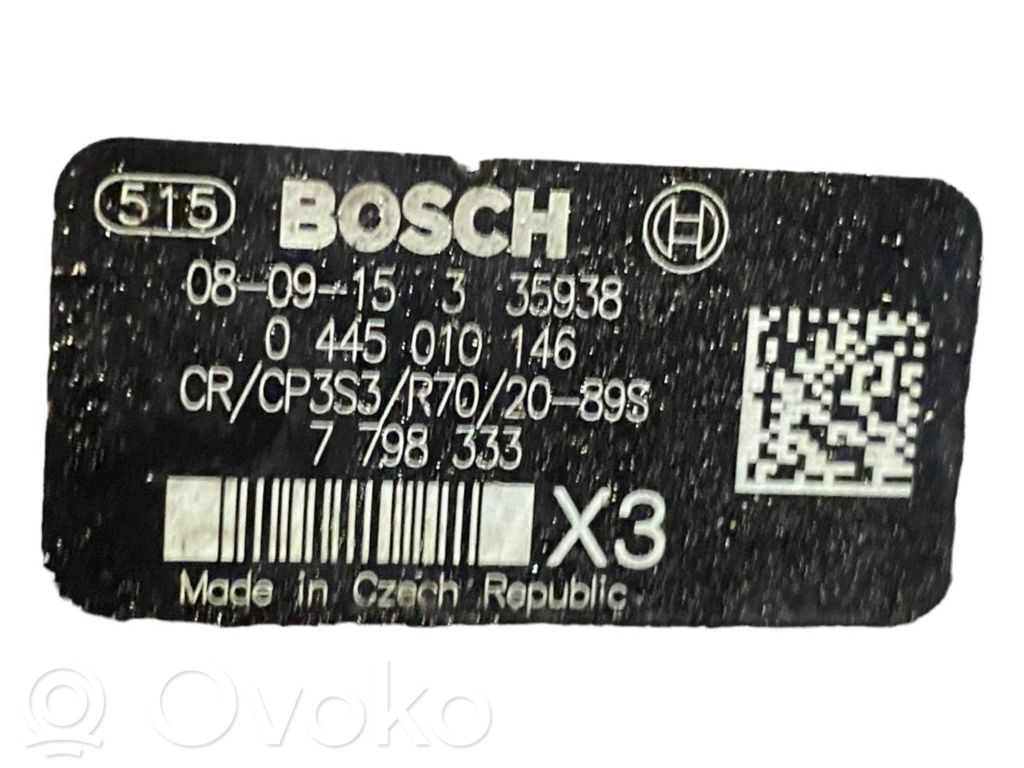 515 BOSCH
08-09-15 3 35938
0 445 010 146
CR/CP3S3/R70/20-89S
7 798 333
X3
Made in Czech Republic
Ovoko